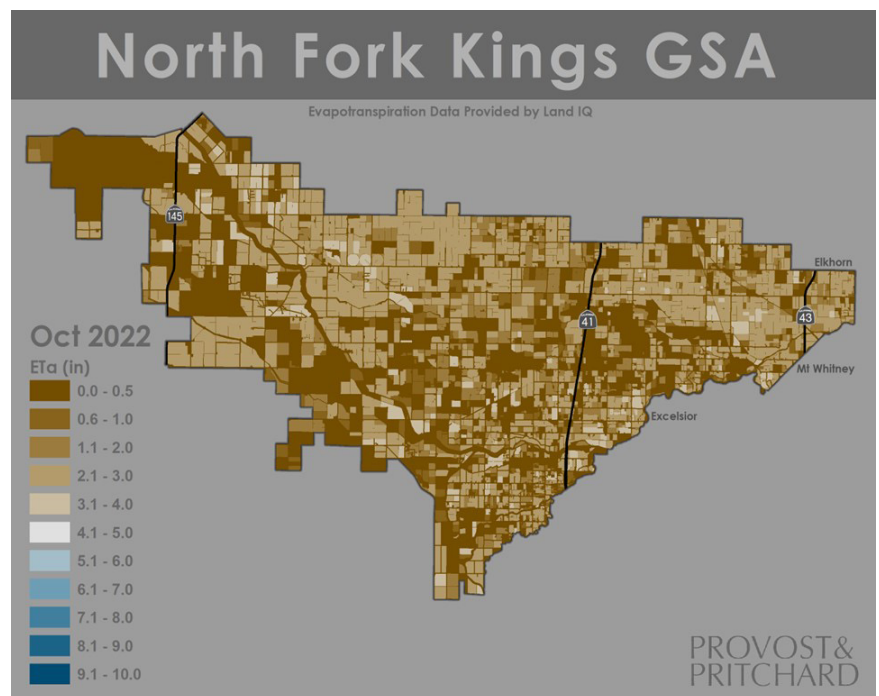 North Fork Kings GSA
Evapotranspiration Data Provided by Land IQ
145
Elkhorn
41
43
Oct 2022
Mt Whitney
ETa (in)
0.0 - 0.5
0.6 - 1.0
Excelsior
1.1 - 2.0
2.1 - 3.0
3.1 - 4.0
4.1 - 5.0
5.1 - 6.0
6.1 - 7.0
7.1 - 8.0
8.1 - 9.0
9.1 - 10.0
PROVOST&
PRITCHARD